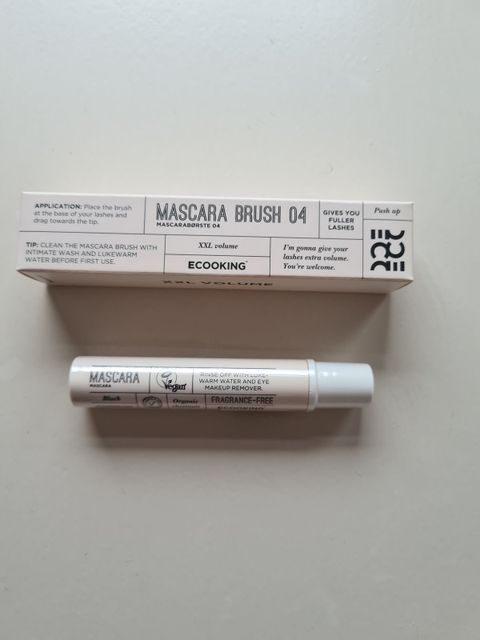 APPLICATION: Place the brush
at the base of your lashes and
drag towards the tip.
MASCARA BRUSH 04
MASCARABØRSTE 04
GIVES YOU
FULLER
LASHES
Push up
TIP: CLEAN THE MASCARA BRUSH WITH
INTIMATE WASH AND LUKEWARM
WATER BEFORE FIRST USE.
XXL volume
ECOOKING
I'm gonna give your
lashes extra volume.
You're welcome.
XXL VOLUME
MASCARA
MASCARA
Vegan
RINSE OFF WITH LUKE-
WARM WATER AND EYE
MAKEUP REMOVER.
Black
Organic
FRAGRANCE-FREE
ECOOKING